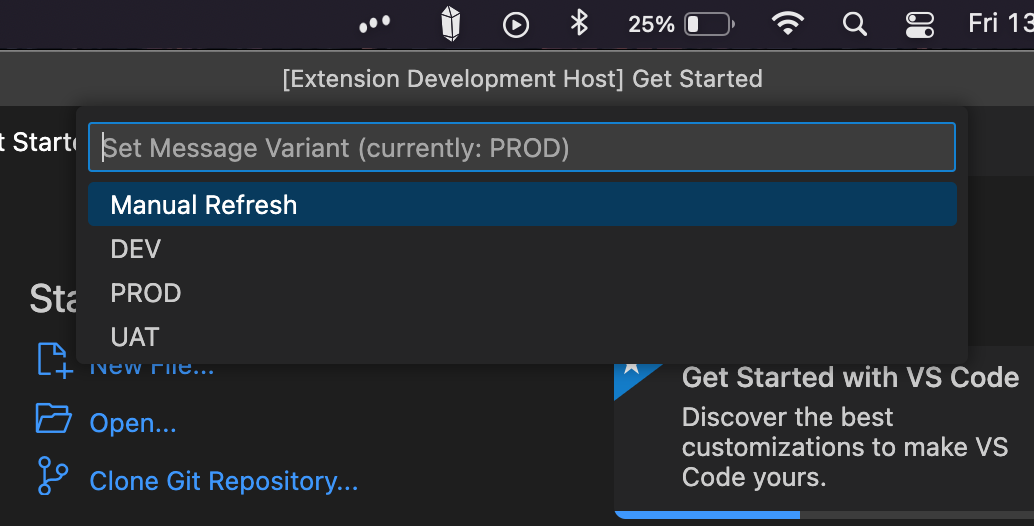 25%
Fri 13
[Extension Development Host] Get Started
t Starte
Set Message Variant (currently: PROD)
Manual Refresh
DEV
PROD
UAT
Sta
New File...
Open...
Clone Git Repository...
Get Started with VS Code
Discover the best
customizations to make VS
Code yours.